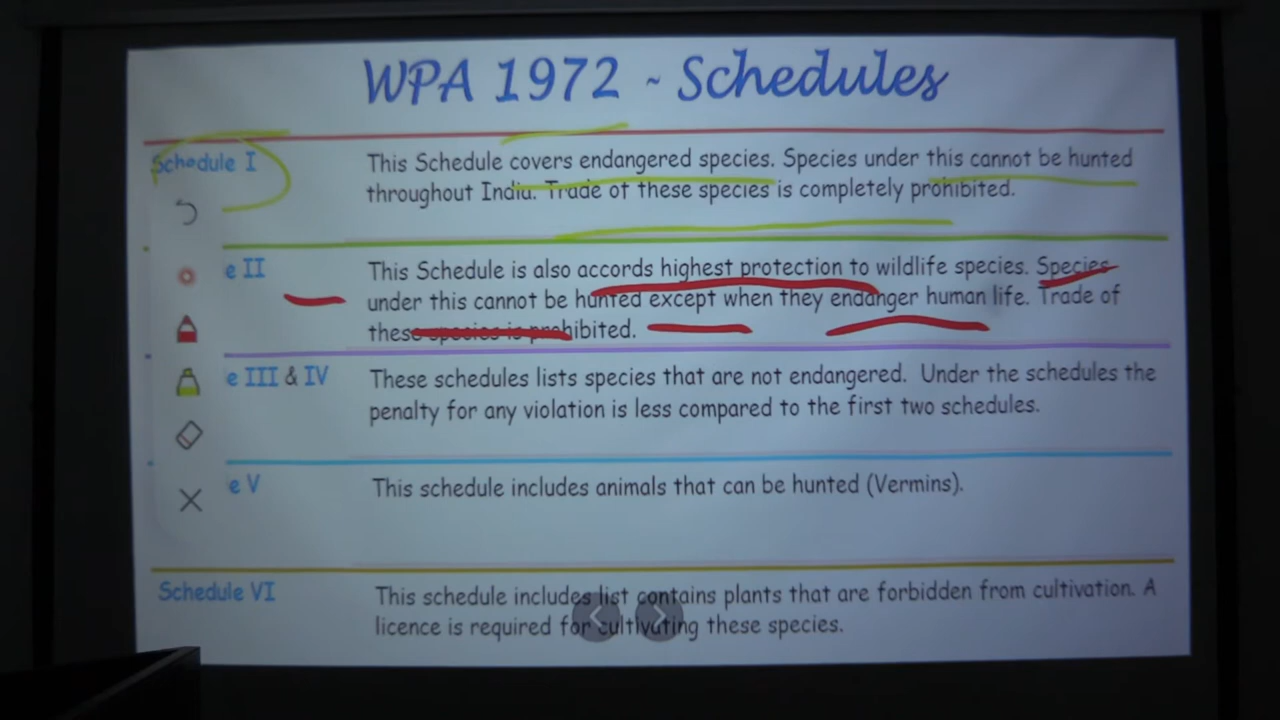 WPA 1972 ~ Schedules
Schedule I
This Schedule covers endangered species. Species under this cannot be hunted
throughout India. Trade of these species is completely prohibited.
e II
This Schedule is also accords highest protection to wildlife species. Species
under this cannot be hunted except when they endanger human life. Trade of
these species is prohibited.
e III & IV
These schedules lists species that are not endangered. Under the schedules the
penalty for any violation is less compared to the first two schedules.
e V
This schedule includes animals that can be hunted (Vermins).
Schedule VI
This schedule includes list contains plants that are forbidden from cultivation. A
licence is required for cultivating these species.